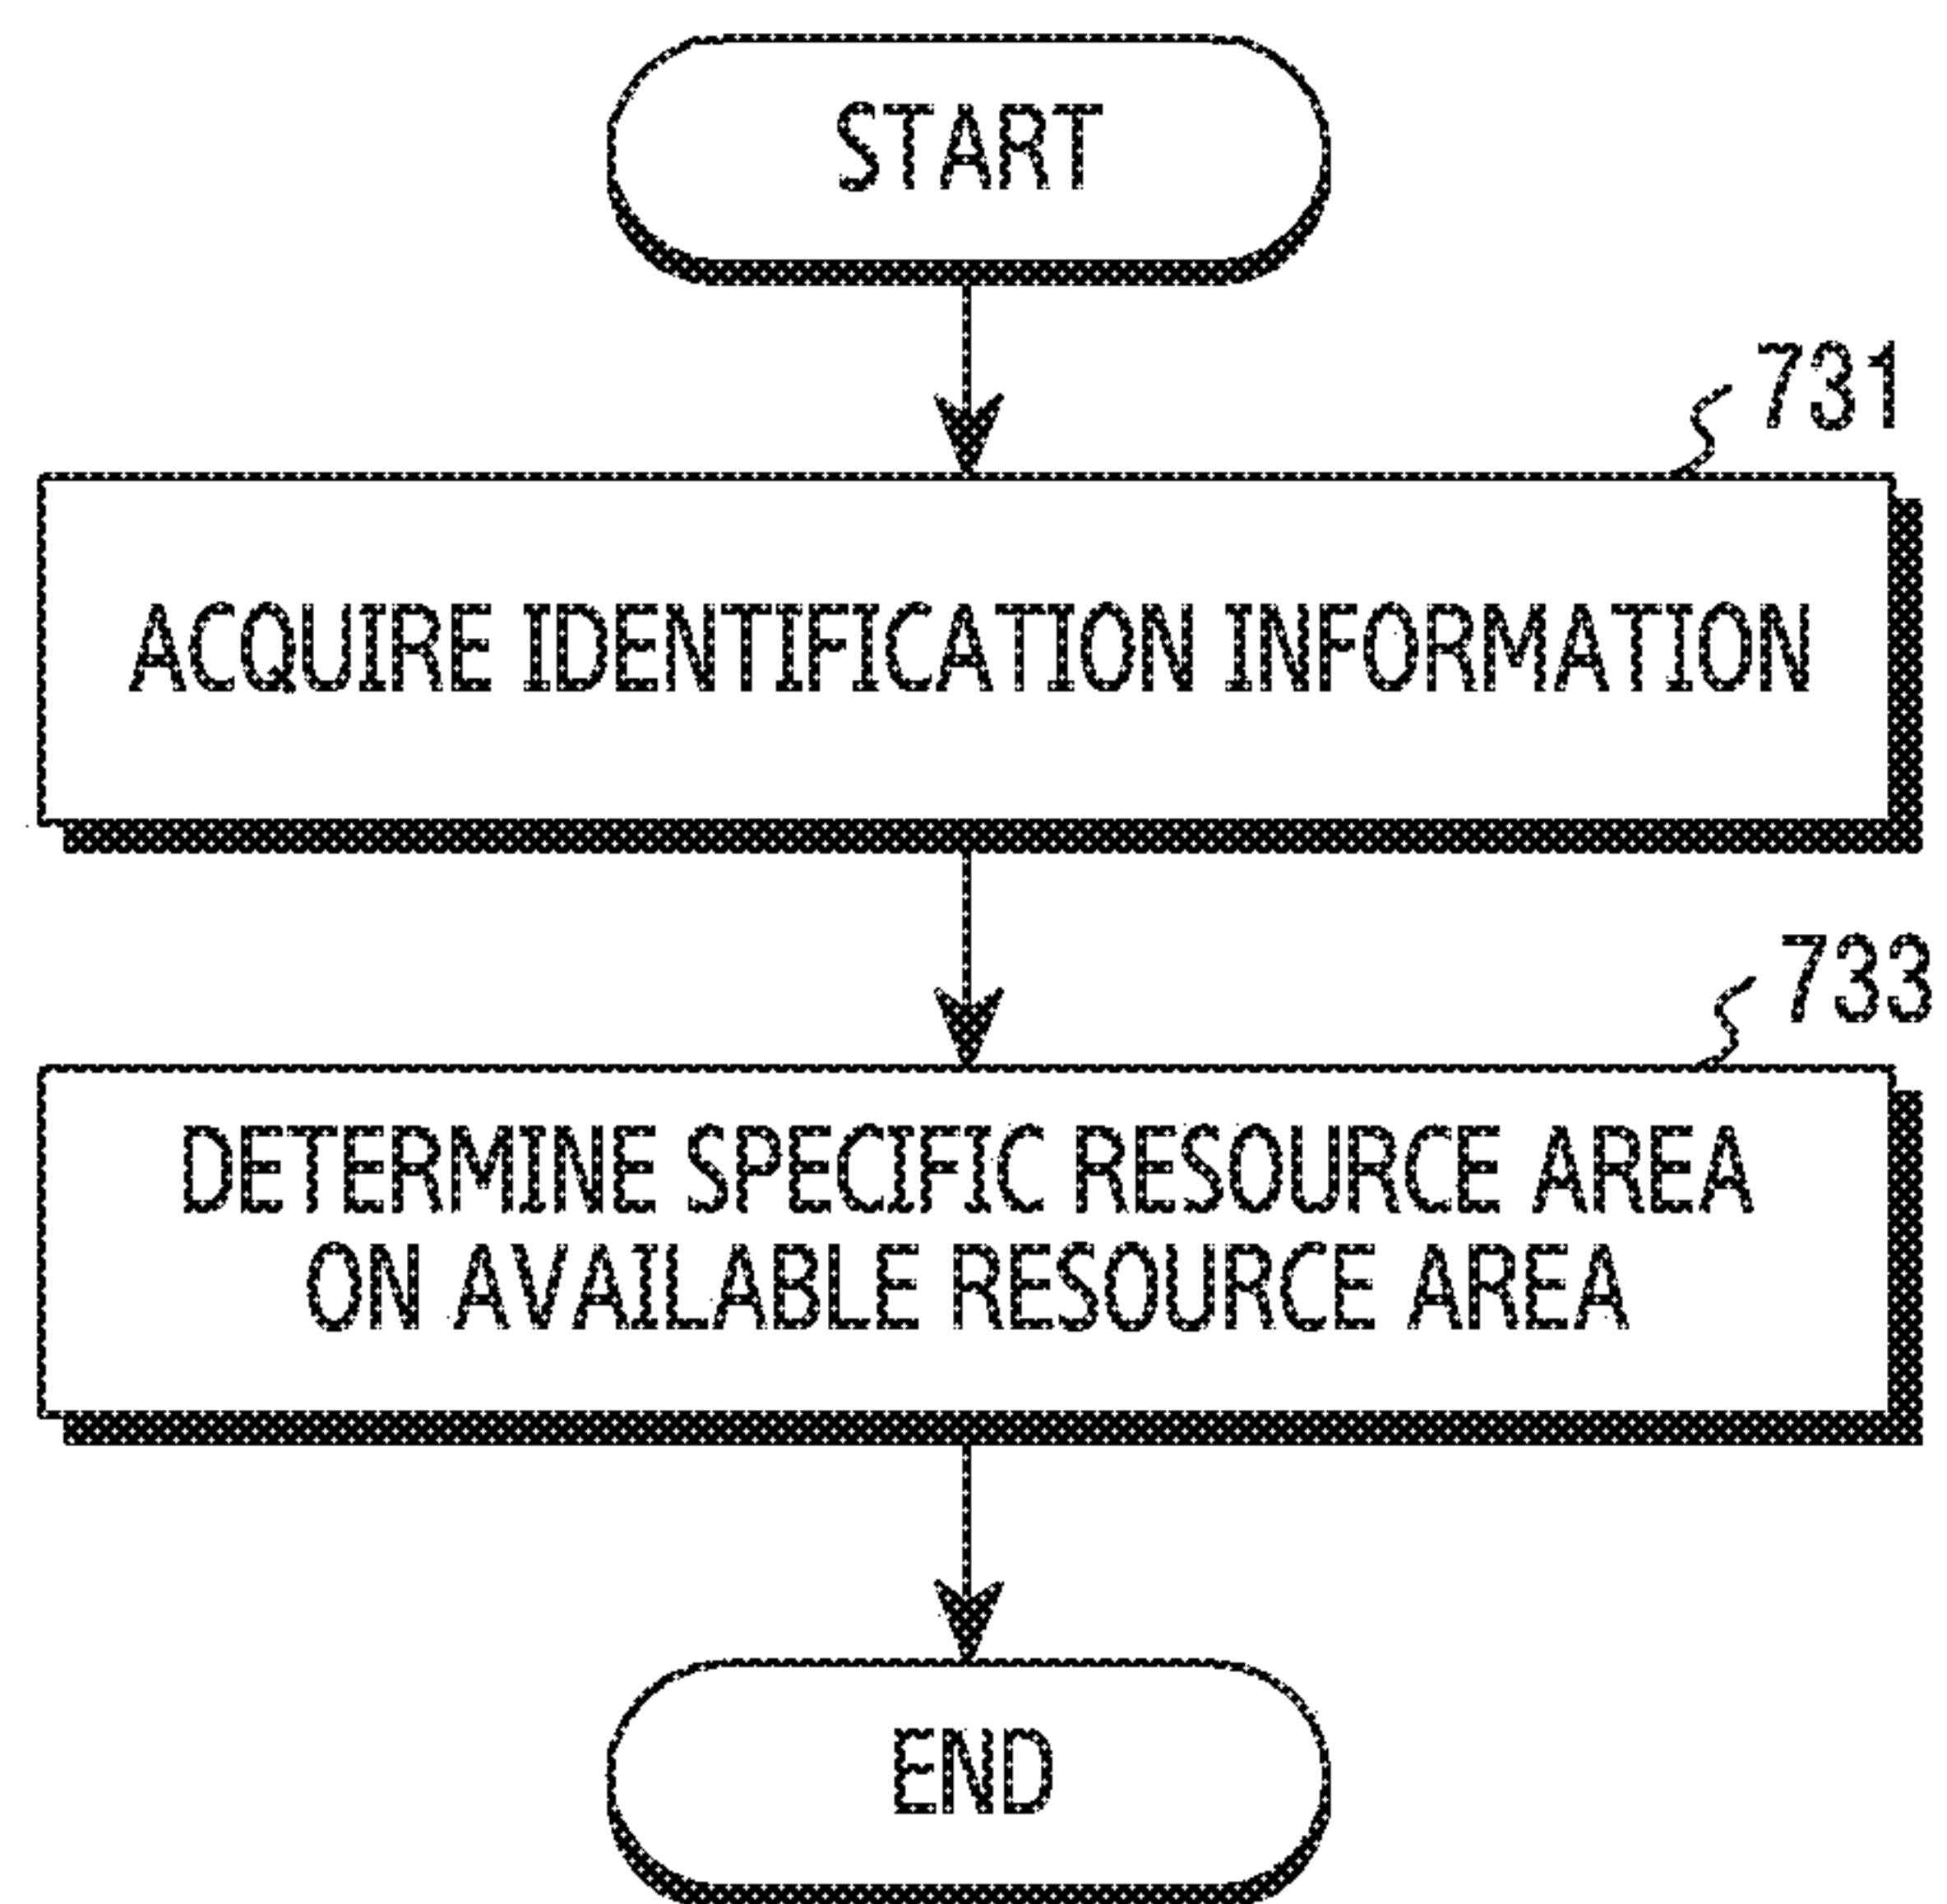 START
731
ACQUIRE IDENTIFICATION INFORMATION
733
DETERMINE SPECIFIC RESOURCE AREA
ON AVAILABLE RESOURCE AREA
END